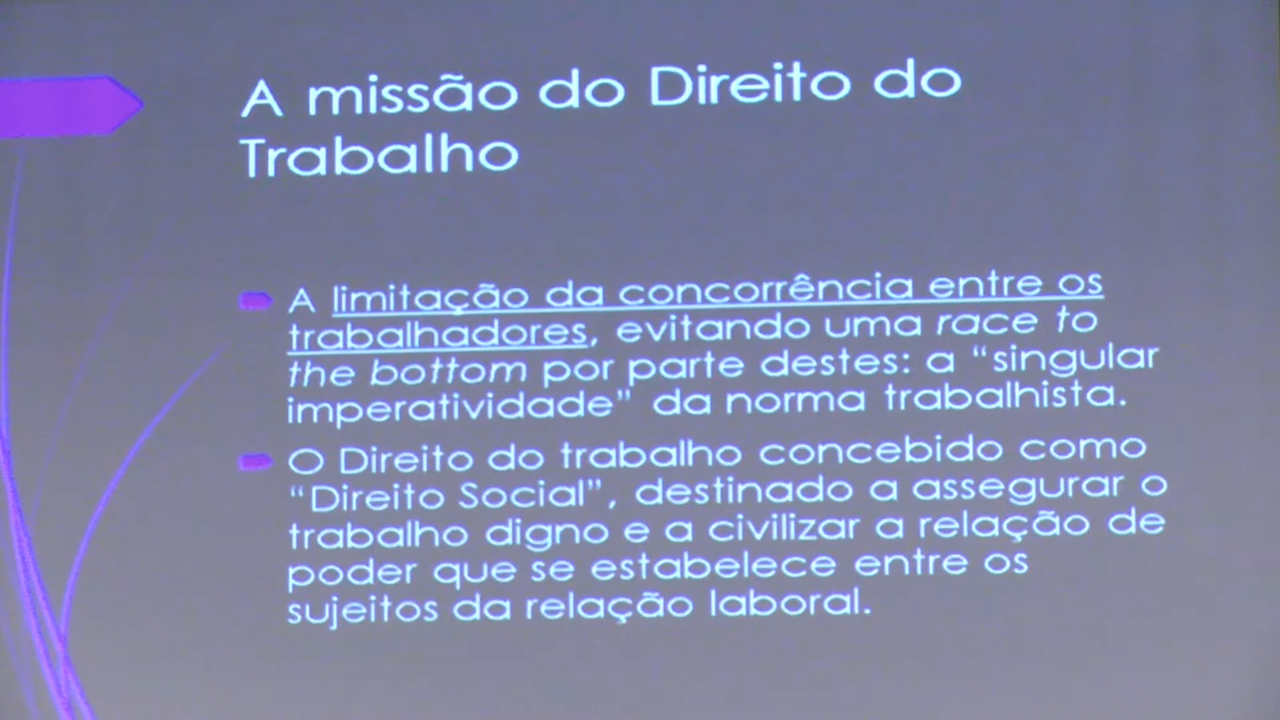 A missão do Direito do
Trabalho
A limitação da concorrência entre os
trabalhadores, evitando uma race to
the bottom por parte destes: a “singular
imperatividade” da norma trabalhista.
O Direito do trabalho concebido como
“Direito Social”, destinado a assegurar o
trabalho digno e a civilizar a relação de
poder que se estabelece entre os
sujeitos da relação laboral.